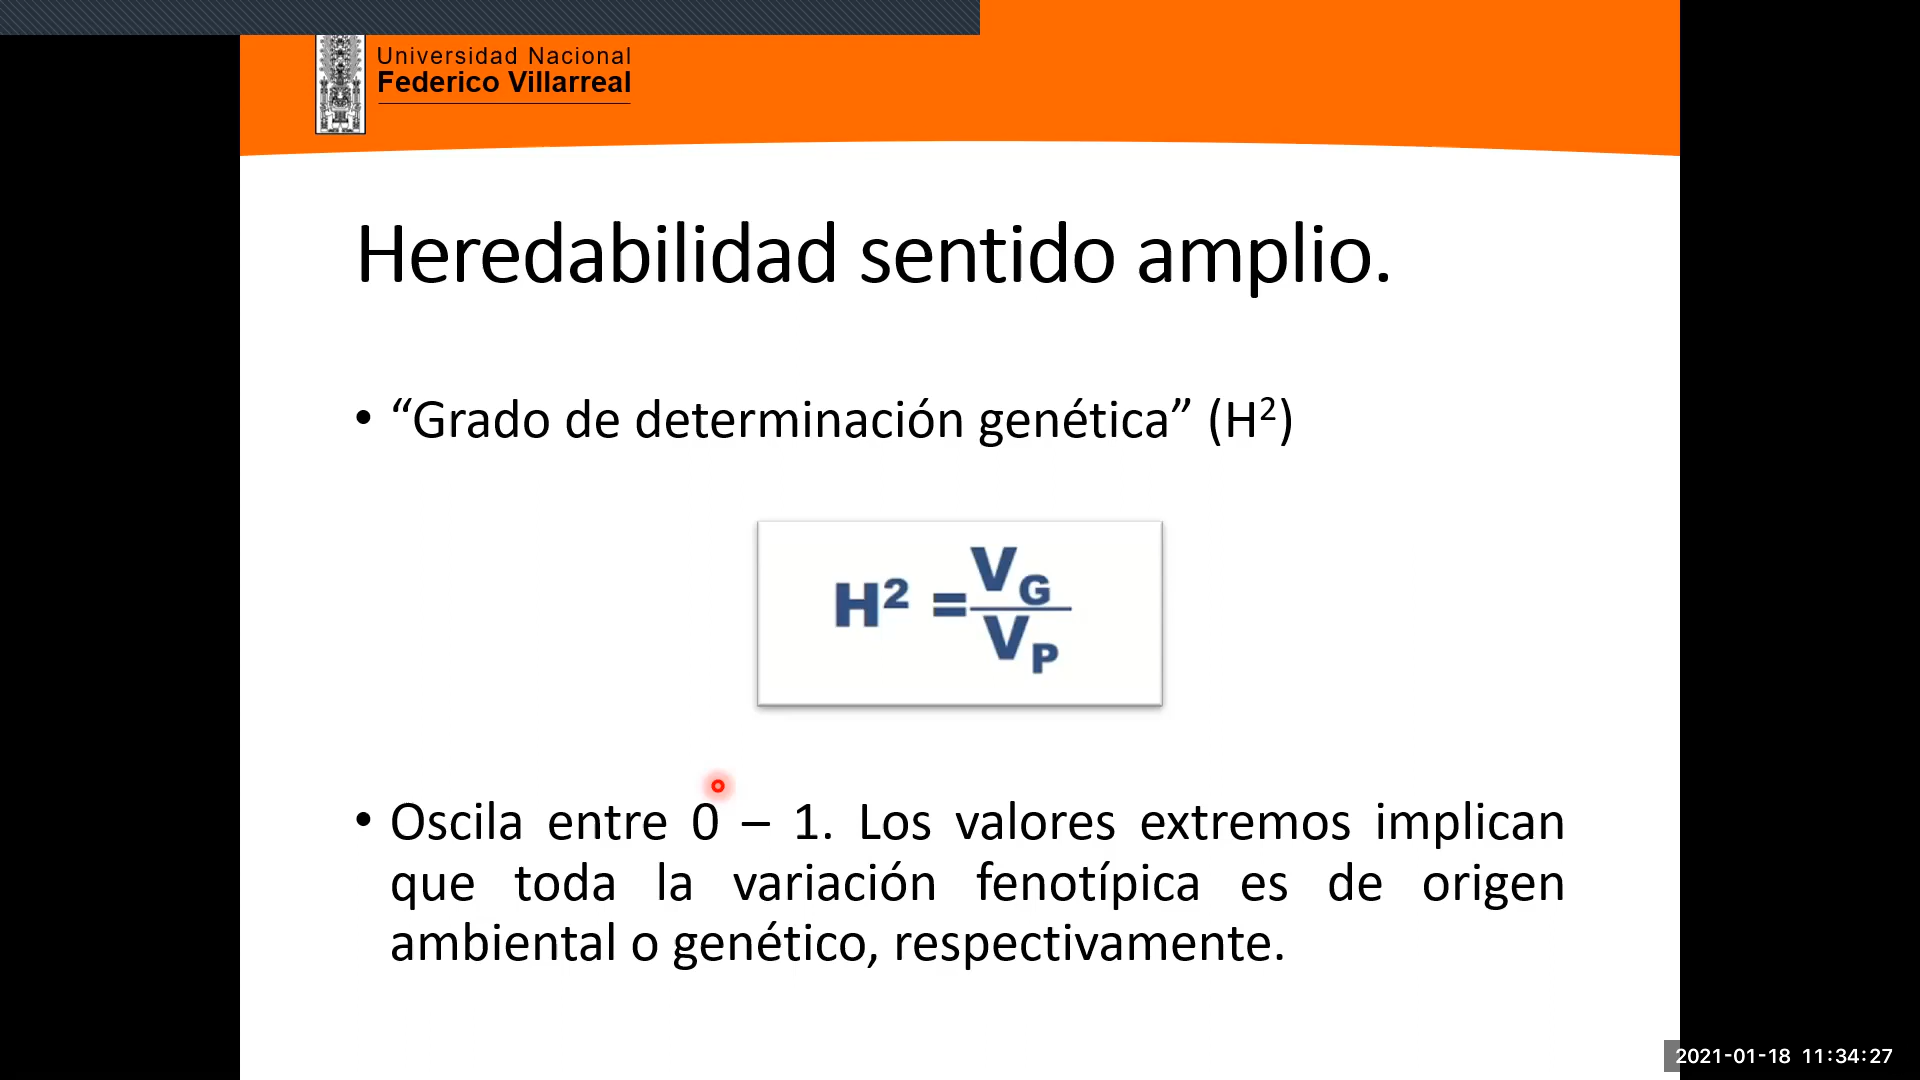 Universidad Nacional
Federico Villarreal
Heredabilidad sentido amplio.
• “Grado de determinación genética” (H²)
H² = V_G / V_P
• Oscila entre 0 – 1. Los valores extremos implican
que toda la variación fenotípica es de origen
ambiental o genético, respectivamente.
2021-01-18 11:34:27